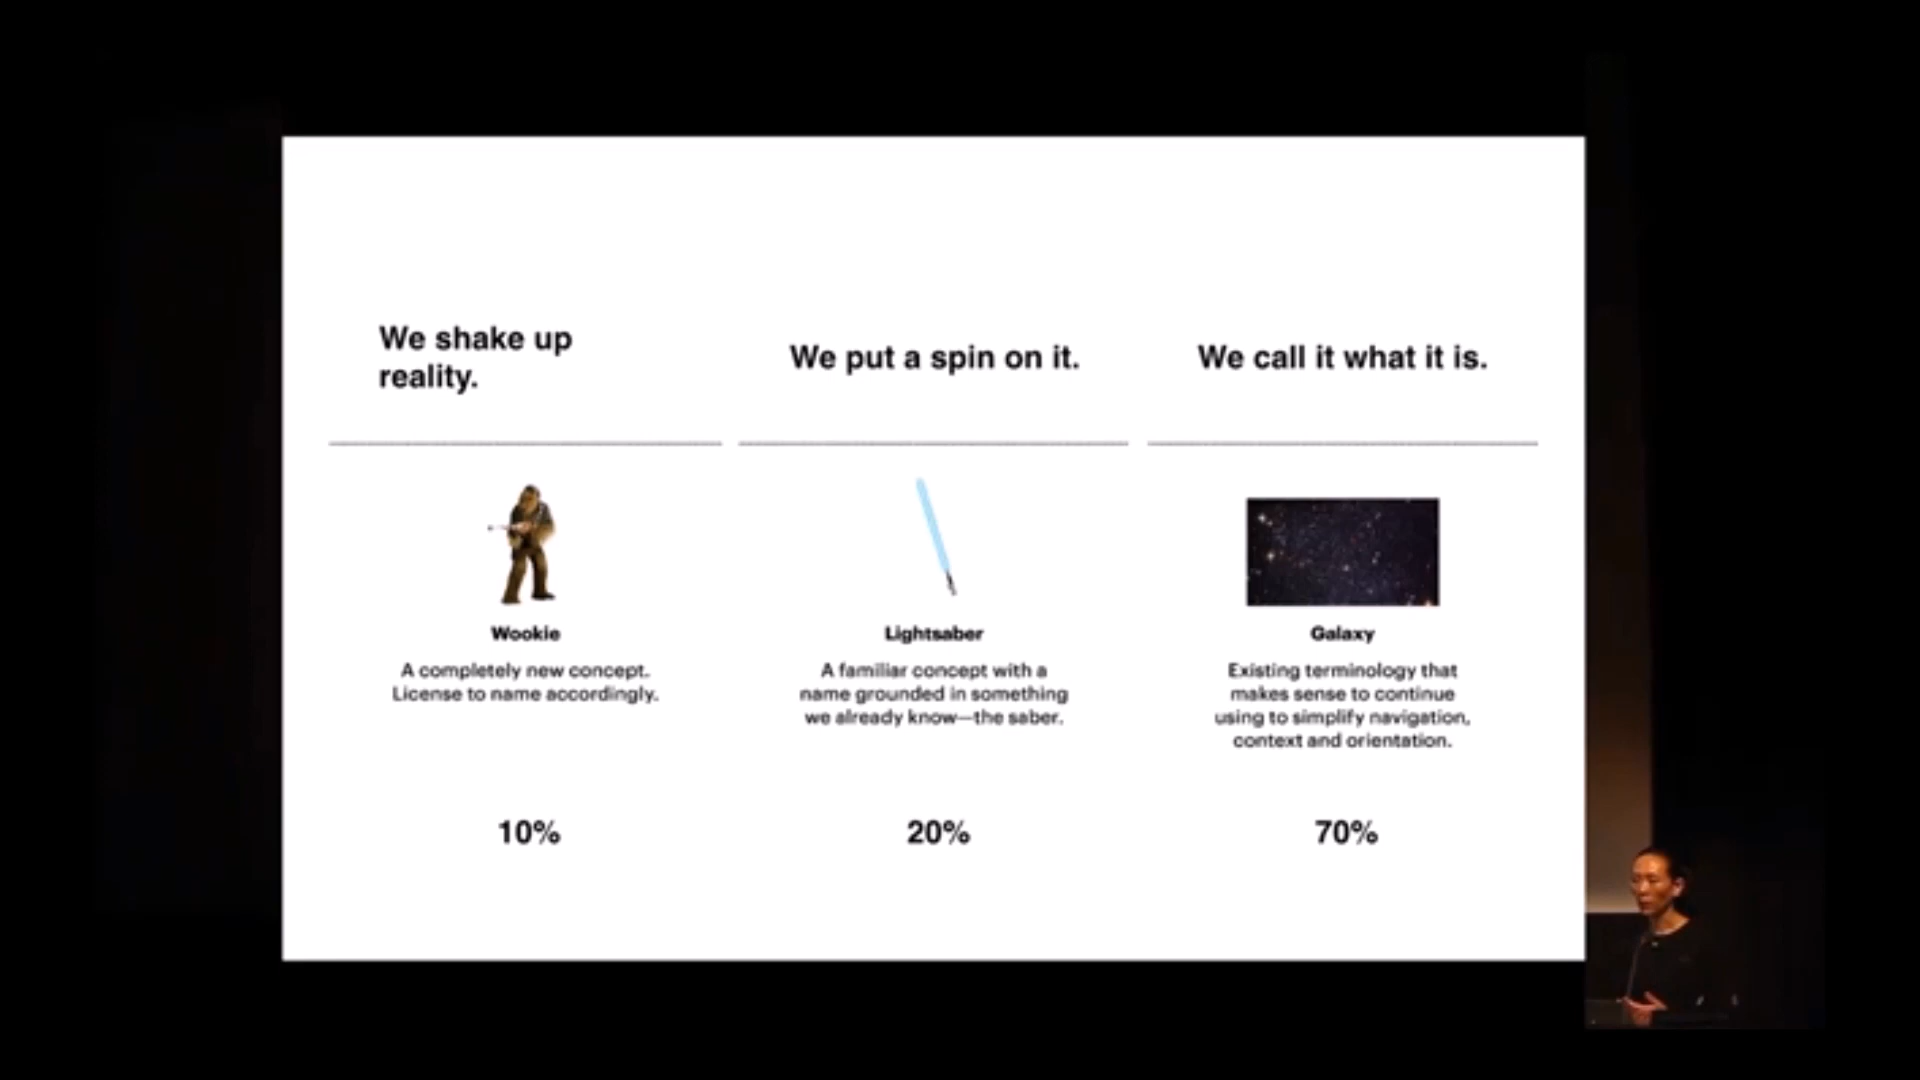 We shake up
reality.
We put a spin on it.
We call it what it is.
Wookie
A completely new concept.
License to name accordingly.
10%
Lightsaber
A familiar concept with a
name grounded in something
we already know—the saber.
20%
Galaxy
Existing terminology that
makes sense to continue
using to simplify navigation,
context and orientation.
70%